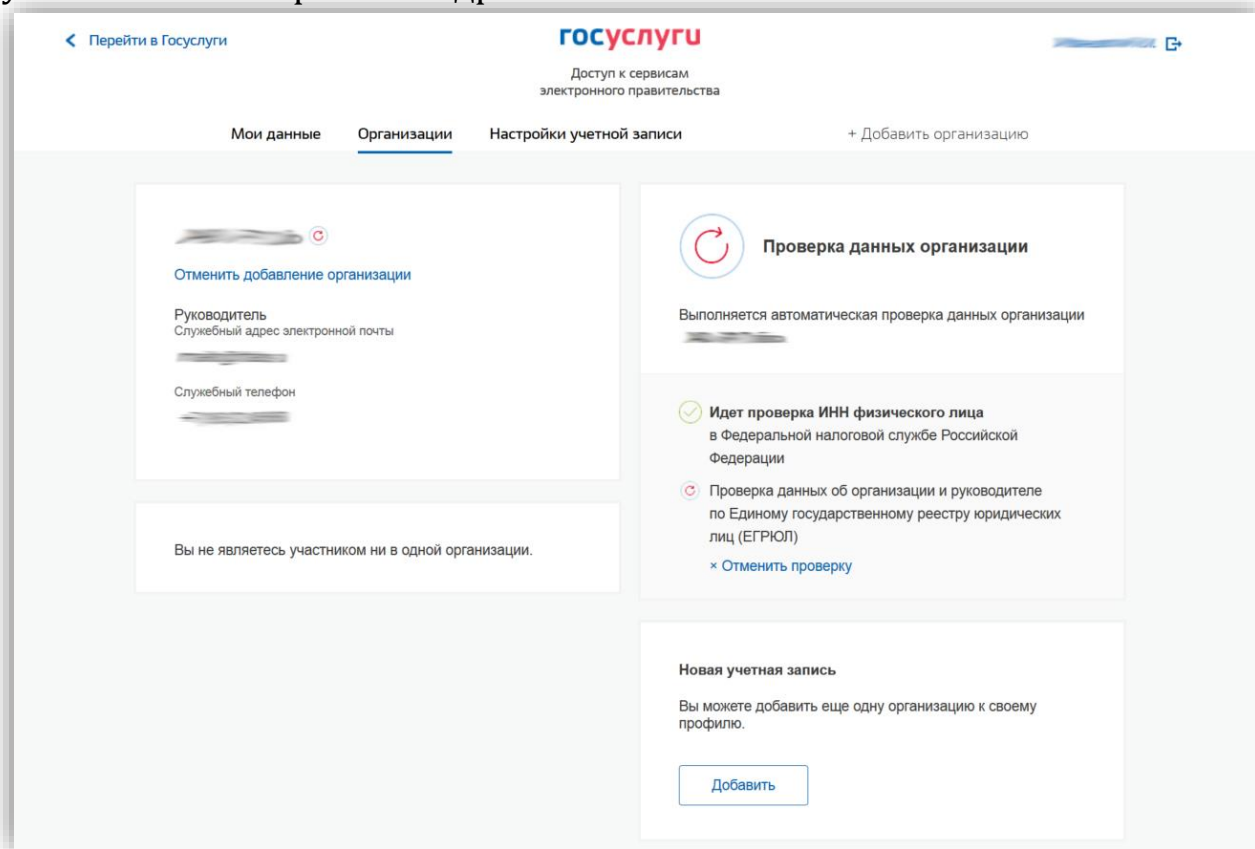 Перейти в Госуслуги
госуслуги
Доступ к сервисам
электронного правительства
Мои данные Организации Настройки учетной записи + Добавить организацию
Отменить добавление организации
Руководитель
Служебный адрес электронной почты
Служебный телефон
Вы не являетесь участником ни в одной организации.
Проверка данных организации
Выполняется автоматическая проверка данных организации
Идет проверка ИНН физического лица
в Федеральной налоговой службе Российской
Федерации
Проверка данных об организации и руководителе
по Единому государственному реестру юридических
лиц (ЕГРЮЛ)
× Отменить проверку
Новая учетная запись
Вы можете добавить еще одну организацию к своему
профилю.
Добавить